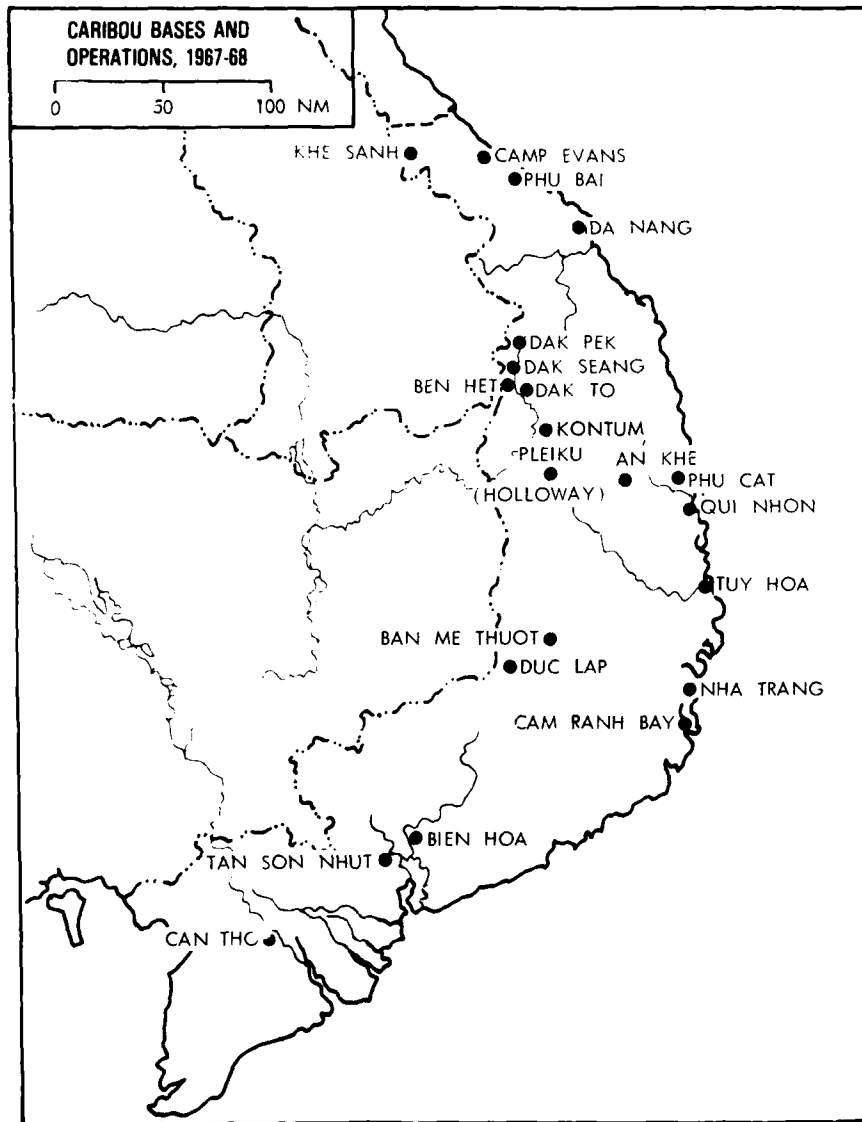 CARIBOU BASES AND
OPERATIONS, 1967-68
0 50 100 NM
KHE SANH
CAMP EVANS
PHU BAI
DA NANG
DAK PEK
DAK SEANG
BEN HET
DAK TO
KONTUM
PLEIKU
(HOLLOWAY)
AN KHE
PHU CAT
QUI NHON
TUY HOA
BAN ME THUOT
DUC LAP
NHA TRANG
CAM RANH BAY
BIEN HOA
TAN SON NHUT
CAN THO